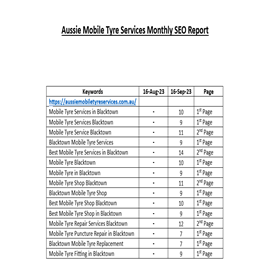 Aussie Mobile Tyre Services Monthly SEO Report
Keywords 16-Aug-23 16-Sep-23 Page
https://aussiemobiletyreservices.com.au/
Mobile Tyre Services in Blacktown - 10 1st Page
Mobile Tyre Services Blacktown - 9 1st Page
Mobile Tyre Service Blacktown - 11 2nd Page
Blacktown Mobile Tyre Services - 9 1st Page
Best Mobile Tyre Services in Blacktown - 14 2nd Page
Mobile Tyre Blacktown - 10 1st Page
Mobile Tyre in Blacktown - 9 1st Page
Mobile Tyre Shop Blacktown - 11 2nd Page
Blacktown Mobile Tyre Shop - 9 1st Page
Best Mobile Tyre Shop Blacktown - 10 1st Page
Best Mobile Tyre Shop in Blacktown - 9 1st Page
Mobile Tyre Repair Services Blacktown - 12 2nd Page
Mobile Tyre Puncture Repair in Blacktown - 7 1st Page
Blacktown Mobile Tyre Replacement - 7 1st Page
Mobile Tyre Fitting in Blacktown - 9 1st Page